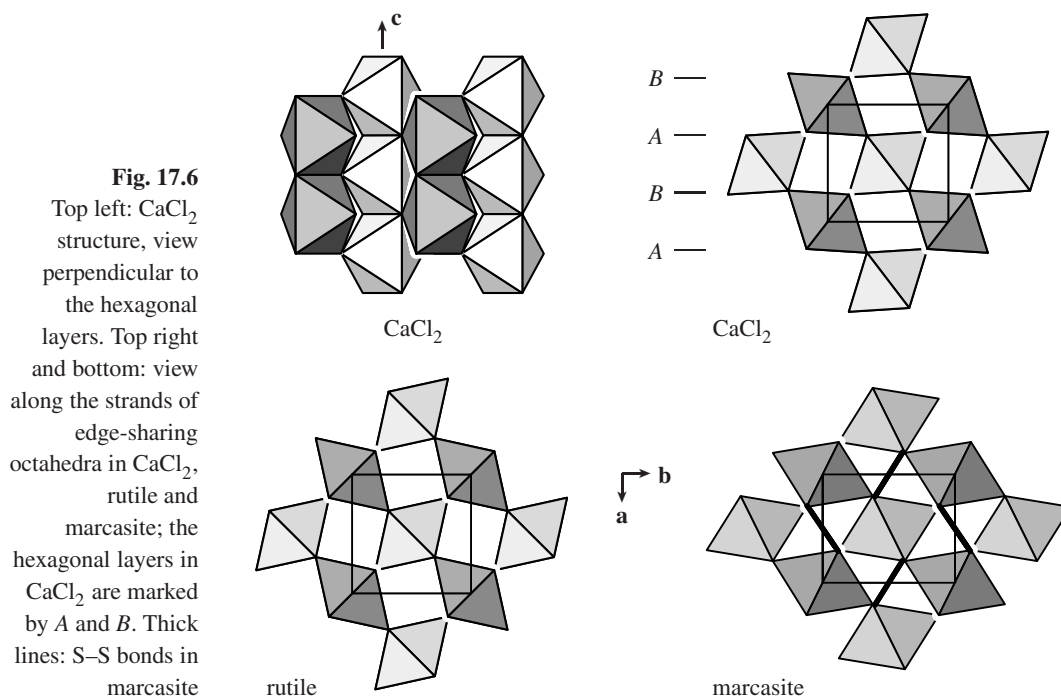 Fig. 17.6
Top left: CaCl2
structure, view
perpendicular to
the hexagonal
layers. Top right
and bottom: view
along the strands of
edge-sharing
octahedra in CaCl2,
rutile and
marcasite; the
hexagonal layers in
CaCl2 are marked
by A and B. Thick
lines: S–S bonds in
marcasite
c
CaCl2
B
A
B
A
CaCl2
rutile
b
a
marcasite